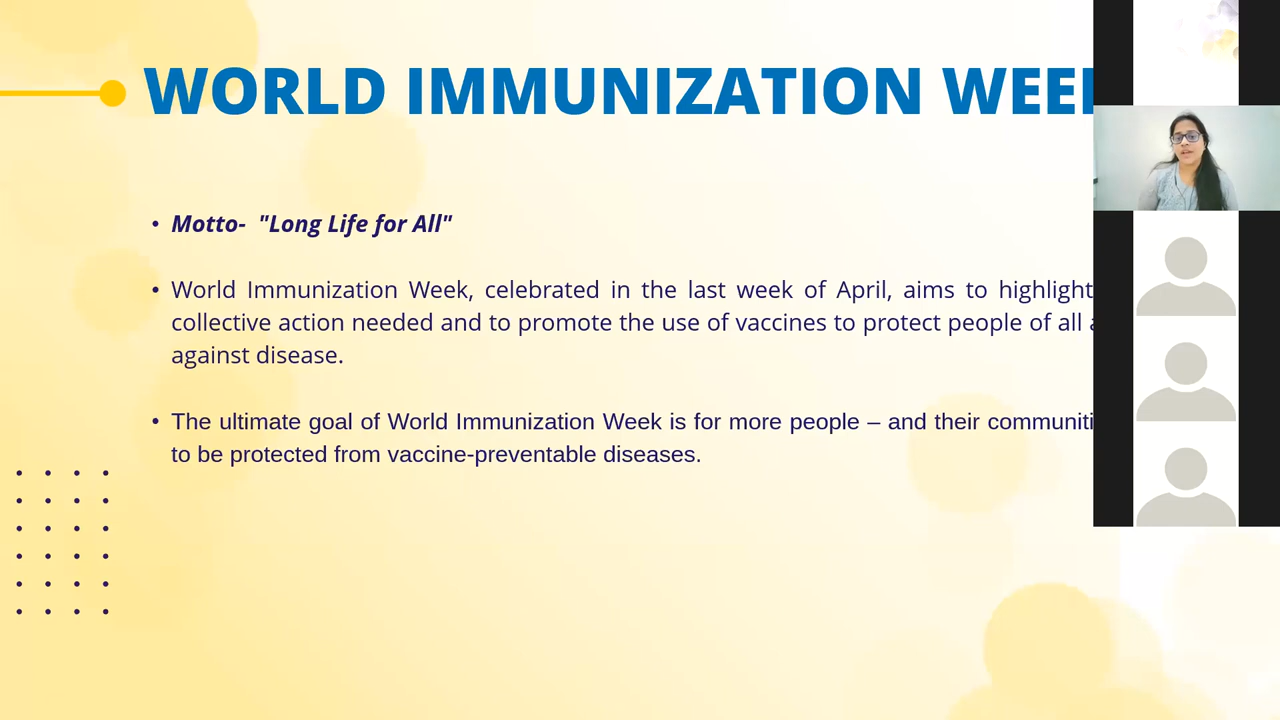 WORLD IMMUNIZATION WEE
• Motto- "Long Life for All"
• World Immunization Week, celebrated in the last week of April, aims to highlight
collective action needed and to promote the use of vaccines to protect people of all
against disease.
• The ultimate goal of World Immunization Week is for more people – and their communiti
to be protected from vaccine-preventable diseases.